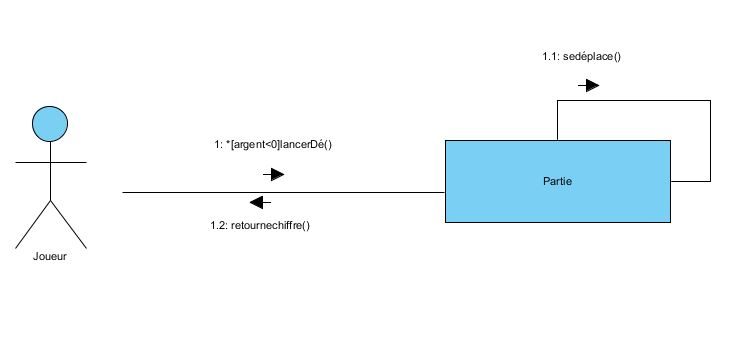 1.1: sedéplace()
1: *[argent<0]lancerDé()
Partie
1.2: retournechiffre()
Joueur